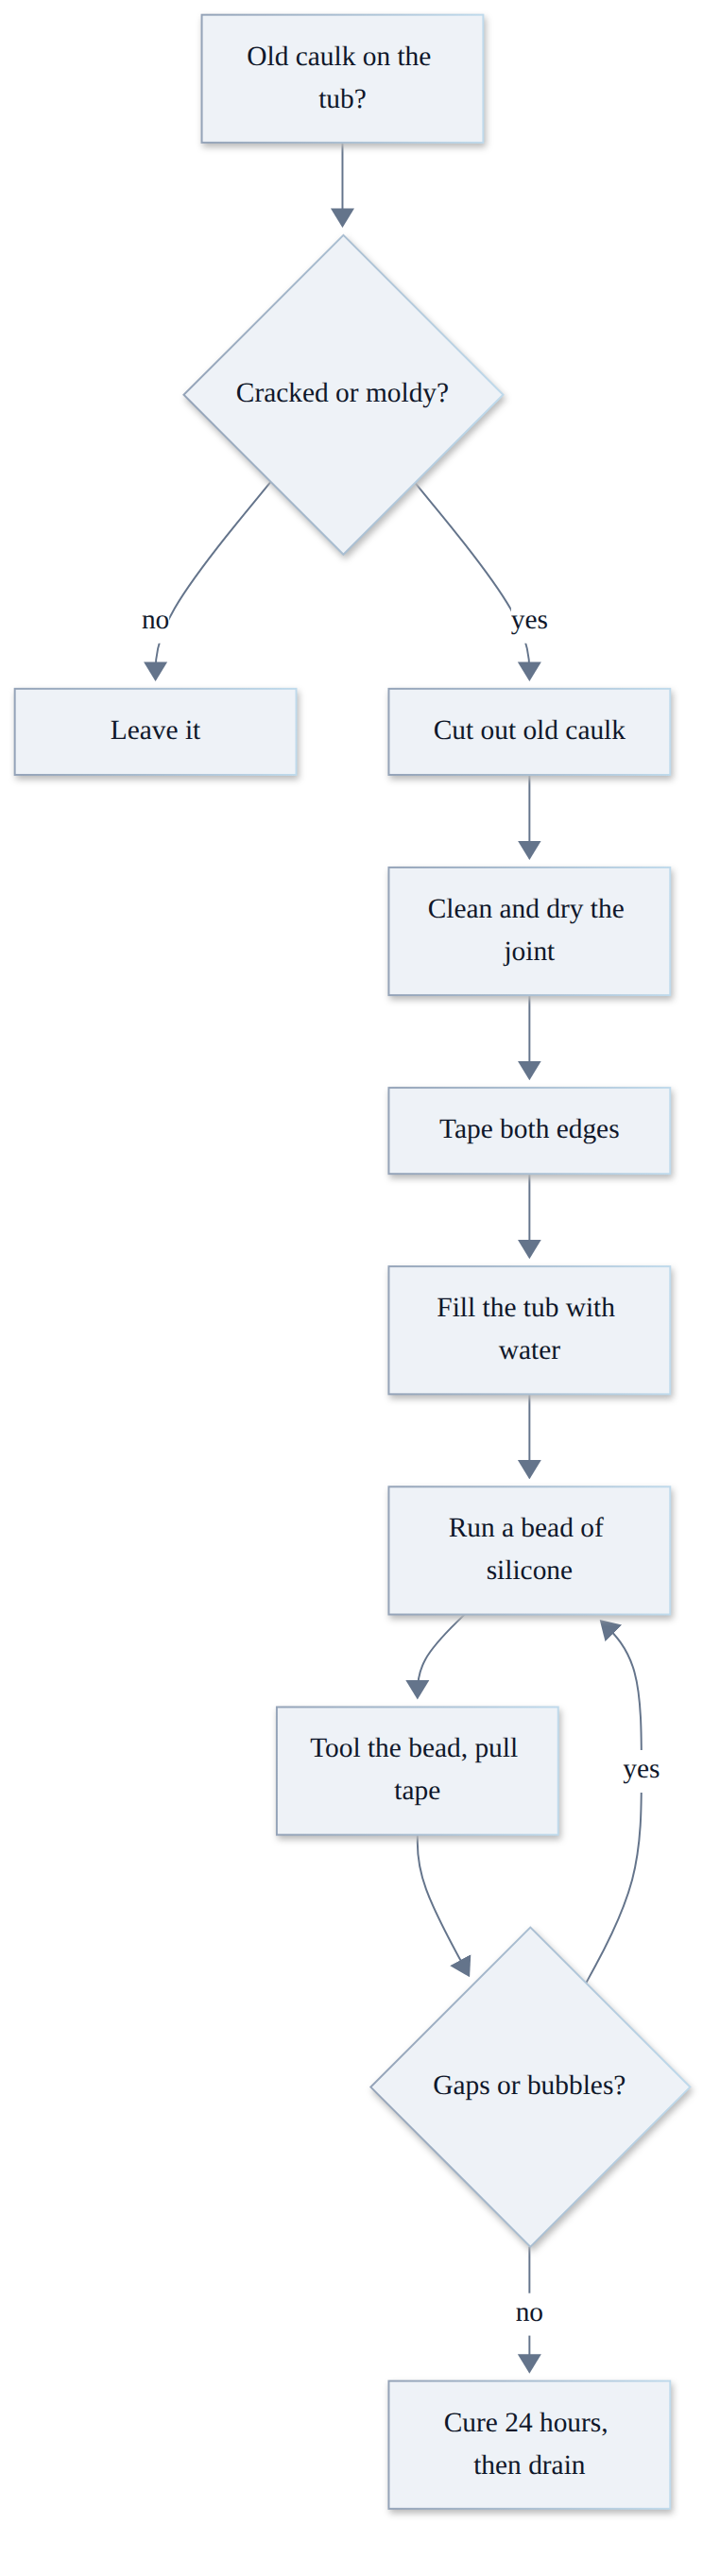 Old caulk on the
tub?
Cracked or moldy?
no
yes
Leave it
Cut out old caulk
Clean and dry the
joint
Tape both edges
Fill the tub with
water
Run a bead of
silicone
Tool the bead, pull
tape
yes
Gaps or bubbles?
no
Cure 24 hours,
then drain